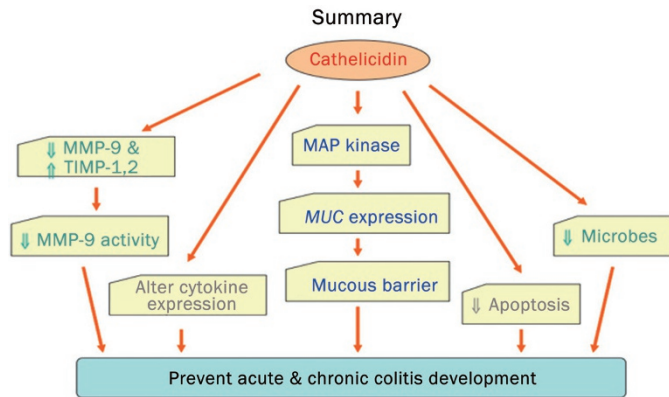 Summary
Cathelicidin
⇓ MMP-9 &
⇑ TIMP-1,2
MAP kinase
MUC expression
⇓ MMP-9 activity
⇓ Microbes
Alter cytokine
expression
Mucous barrier
⇓ Apoptosis
Prevent acute & chronic colitis development